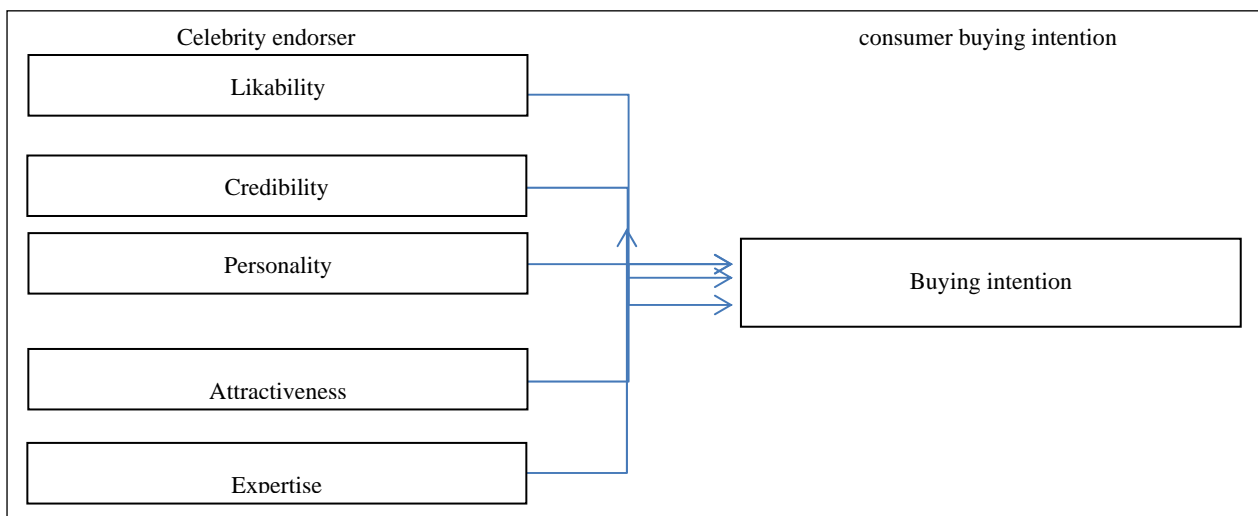 Celebrity endorser
consumer buying intention
Likability
Credibility
Personality
Buying intention
Attractiveness
Expertise